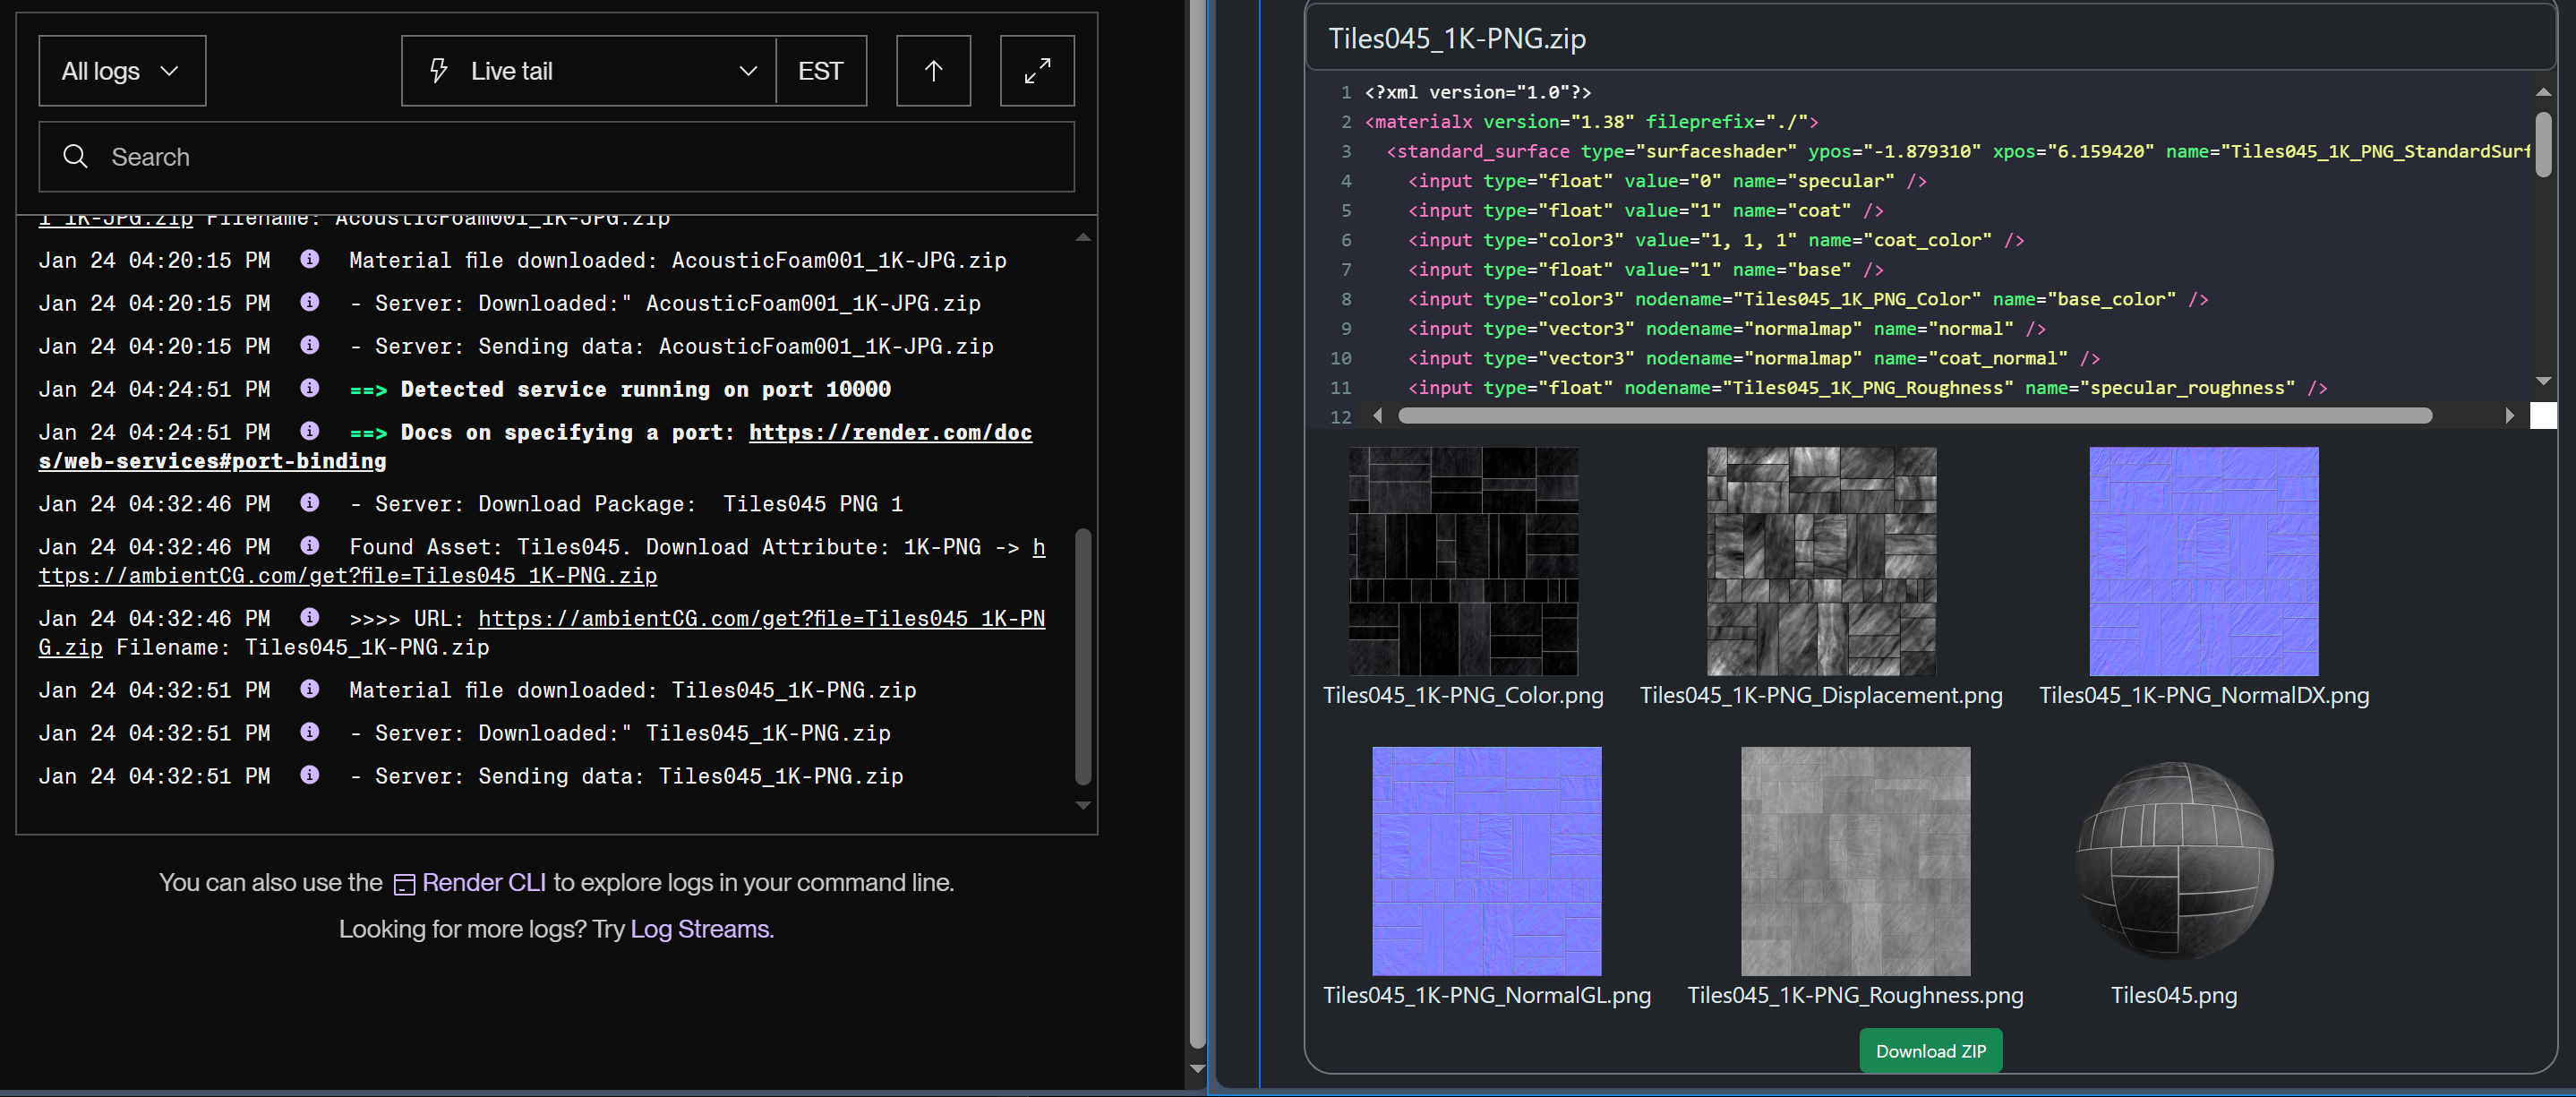 All logs
Live tail
EST
Search
1_1K-JPG.zip Filename: AcousticFoam001_1K-JPG.zip
Jan 24 04:20:15 PM Material file downloaded: AcousticFoam001_1K-JPG.zip
Jan 24 04:20:15 PM - Server: Downloaded:" AcousticFoam001_1K-JPG.zip
Jan 24 04:20:15 PM - Server: Sending data: AcousticFoam001_1K-JPG.zip
Jan 24 04:24:51 PM ==> Detected service running on port 10000
Jan 24 04:24:51 PM ==> Docs on specifying a port: https://render.com/doc
s/web-services#port-binding
Jan 24 04:32:46 PM - Server: Download Package:  Tiles045 PNG 1
Jan 24 04:32:46 PM Found Asset: Tiles045. Download Attribute: 1K-PNG -> h
ttps://ambientCG.com/get?file=Tiles045_1K-PNG.zip
Jan 24 04:32:46 PM >>>> URL: https://ambientCG.com/get?file=Tiles045_1K-PN
G.zip Filename: Tiles045_1K-PNG.zip
Jan 24 04:32:51 PM Material file downloaded: Tiles045_1K-PNG.zip
Jan 24 04:32:51 PM - Server: Downloaded:" Tiles045_1K-PNG.zip
Jan 24 04:32:51 PM - Server: Sending data: Tiles045_1K-PNG.zip
You can also use the Render CLI to explore logs in your command line.
Looking for more logs? Try Log Streams.
Tiles045_1K-PNG.zip
1 <?xml version="1.0"?>
2 <materialx version="1.38" fileprefix="./">
3 <standard_surface type="surfaceshader" ypos="-1.879310" xpos="6.159420" name="Tiles045_1K_PNG_StandardSurf
4 <input type="float" value="0" name="specular" />
5 <input type="float" value="1" name="coat" />
6 <input type="color3" value="1, 1, 1" name="coat_color" />
7 <input type="float" value="1" name="base" />
8 <input type="color3" nodename="Tiles045_1K_PNG_Color" name="base_color" />
9 <input type="vector3" nodename="normalmap" name="normal" />
10 <input type="vector3" nodename="normalmap" name="coat_normal" />
11 <input type="float" nodename="Tiles045_1K_PNG_Roughness" name="specular_roughness" />
12
Tiles045_1K-PNG_Color.png
Tiles045_1K-PNG_Displacement.png
Tiles045_1K-PNG_NormalDX.png
Tiles045_1K-PNG_NormalGL.png
Tiles045_1K-PNG_Roughness.png
Tiles045.png
Download ZIP